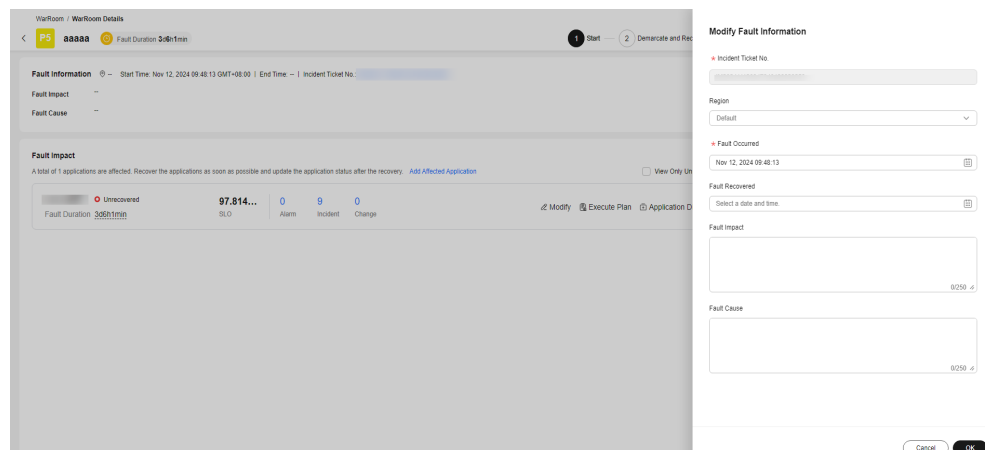 WarRoom / WarRoom Details
P5 aaaaa Fault Duration 3d6h1min
1 Start 2 Demarcate and Rec
Fault Information -- Start Time: Nov 12, 2024 09:48:13 GMT+08:00 | End Time: -- | Incident Ticket No.:
Fault Impact --
Fault Cause --
Fault Impact
A total of 1 applications are affected. Recover the applications as soon as possible and update the application status after the recovery. Add Affected Application
View Only Un
Unrecovered
Fault Duration 3d6h1min
97.814...
SLO
0
Alarm
9
Incident
0
Change
Modify Execute Plan Application D
Modify Fault Information
* Incident Ticket No.
Region
Default
* Fault Occurred
Nov 12, 2024 09:48:13
Fault Recovered
Select a date and time.
Fault Impact
0/250
Fault Cause
0/250
Cancel OK